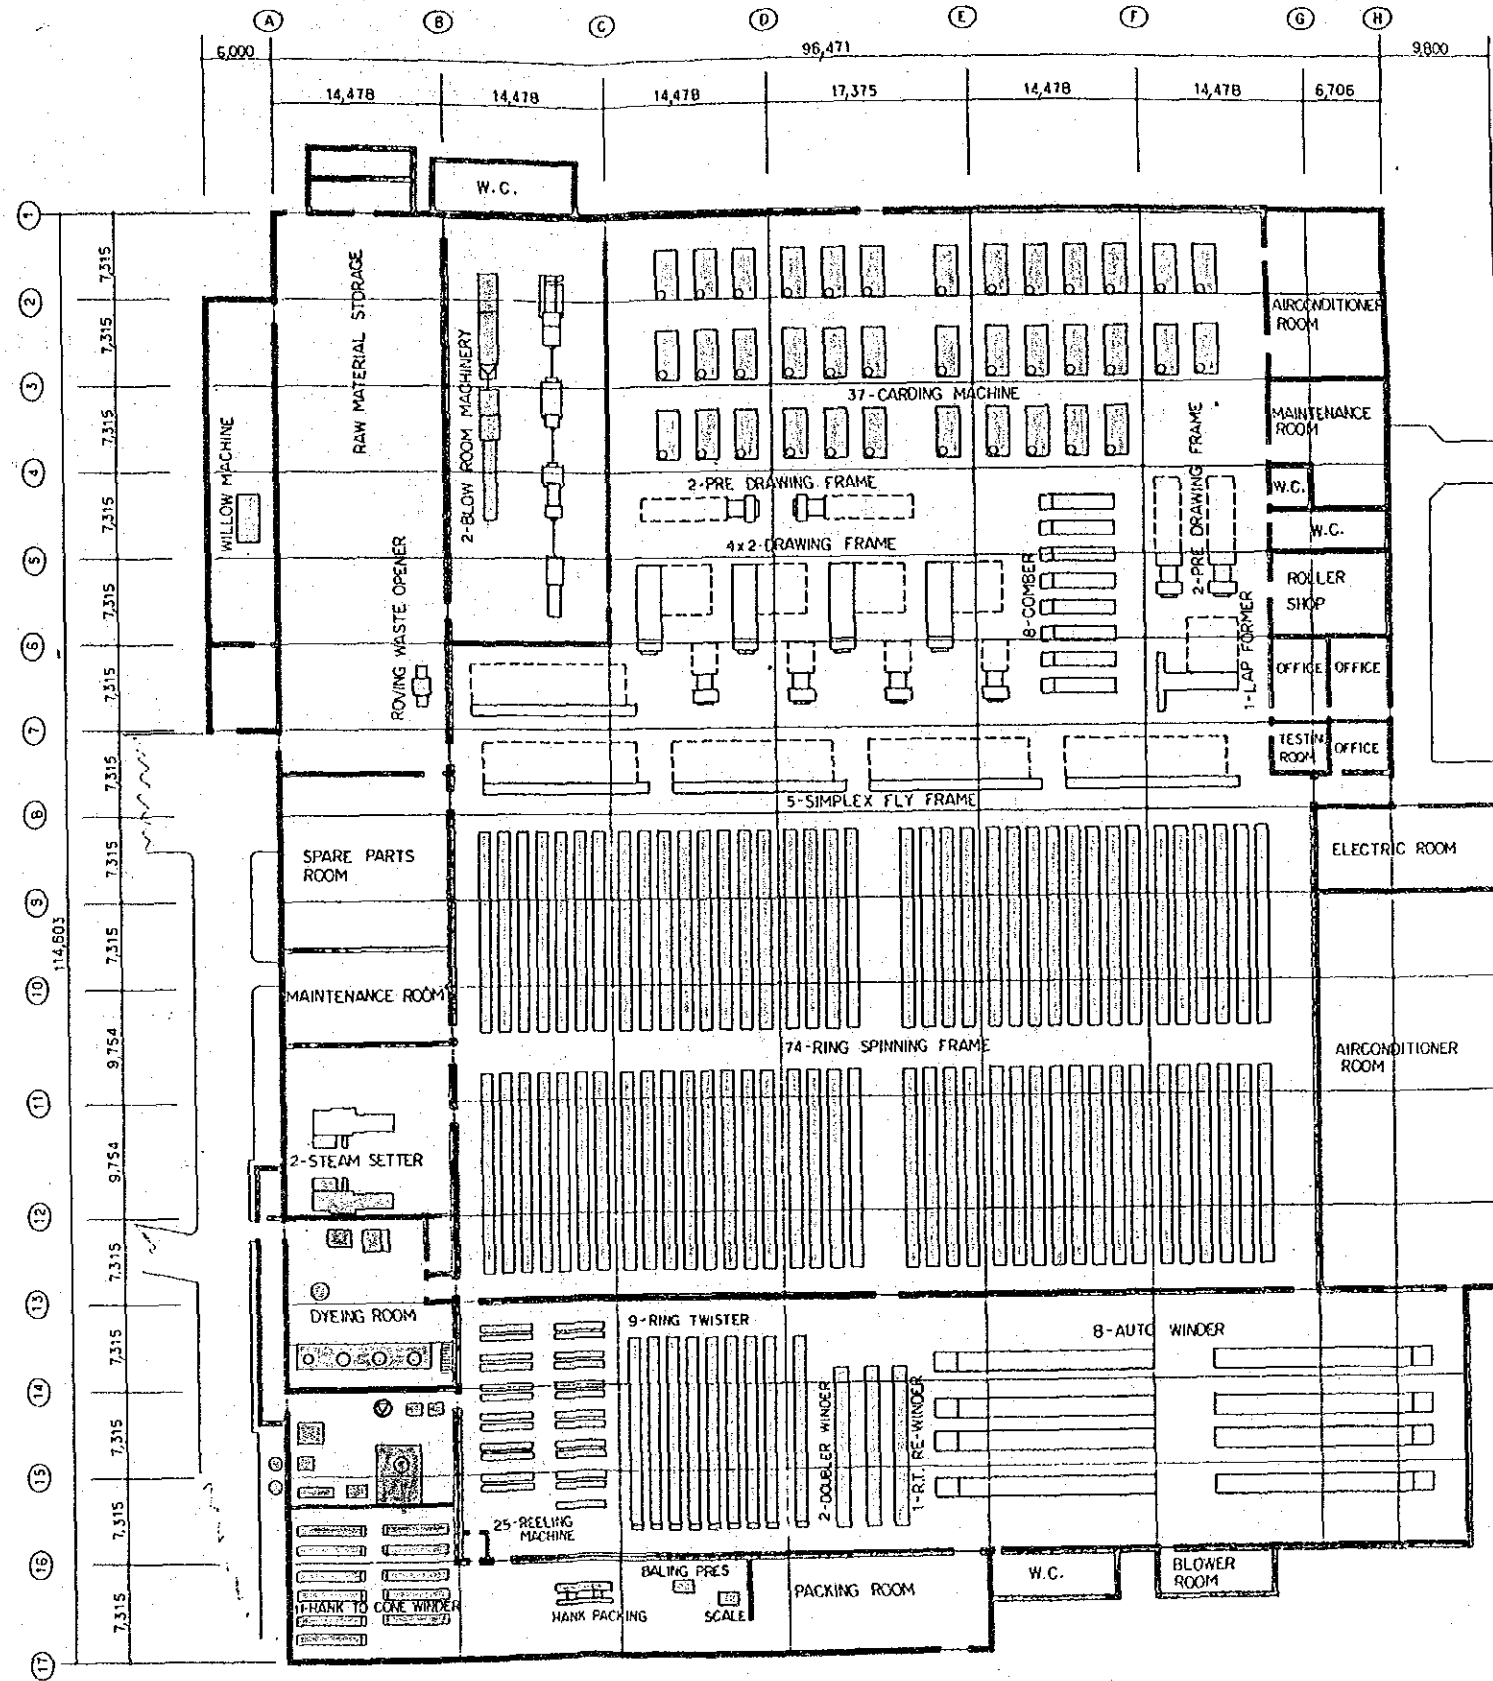 A B C D E F G H
6,000 96,471 9,800
14,478 14,478 14,478 17,375 14,478 14,478 6,706
W.C.
1
2
3
4
5
6
7
8
9
10
11
12
13
14
15
16
17
7,315
7,315
7,315
7,315
7,315
7,315
7,315
7,315
7,315
9,754
9,754
7,315
7,315
7,315
7,315
7,315
114,603
RAW MATERIAL STORAGE
WILLOW MACHINE
2-BLOW ROOM MACHINERY
ROVING WASTE OPENER
37-CARDING MACHINE
AIRCONDITIONER
ROOM
MAINTENANCE
ROOM
2-PRE DRAWING FRAME
2-PRE DRAWING FRAME
W.C.
W.C.
4x2-DRAWING FRAME
8-COMBER
ROLLER
SHOP
1-LAP FORMER
OFFICE
OFFICE
TESTIN
ROOM
OFFICE
5-SIMPLEX FLY FRAME
SPARE PARTS
ROOM
ELECTRIC ROOM
MAINTENANCE ROOM
74-RING SPINNING FRAME
AIRCONDITIONER
ROOM
2-STEAM SETTER
DYEING ROOM
9-RING TWISTER
8-AUTO WINDER
2-DOUBLER WINDER
1-R.T. RE-WINDER
25-REELING
MACHINE
11-HANK TO CONE WINDER
BALING PRES
HANK PACKING
SCALE
PACKING ROOM
W.C.
BLOWER
ROOM